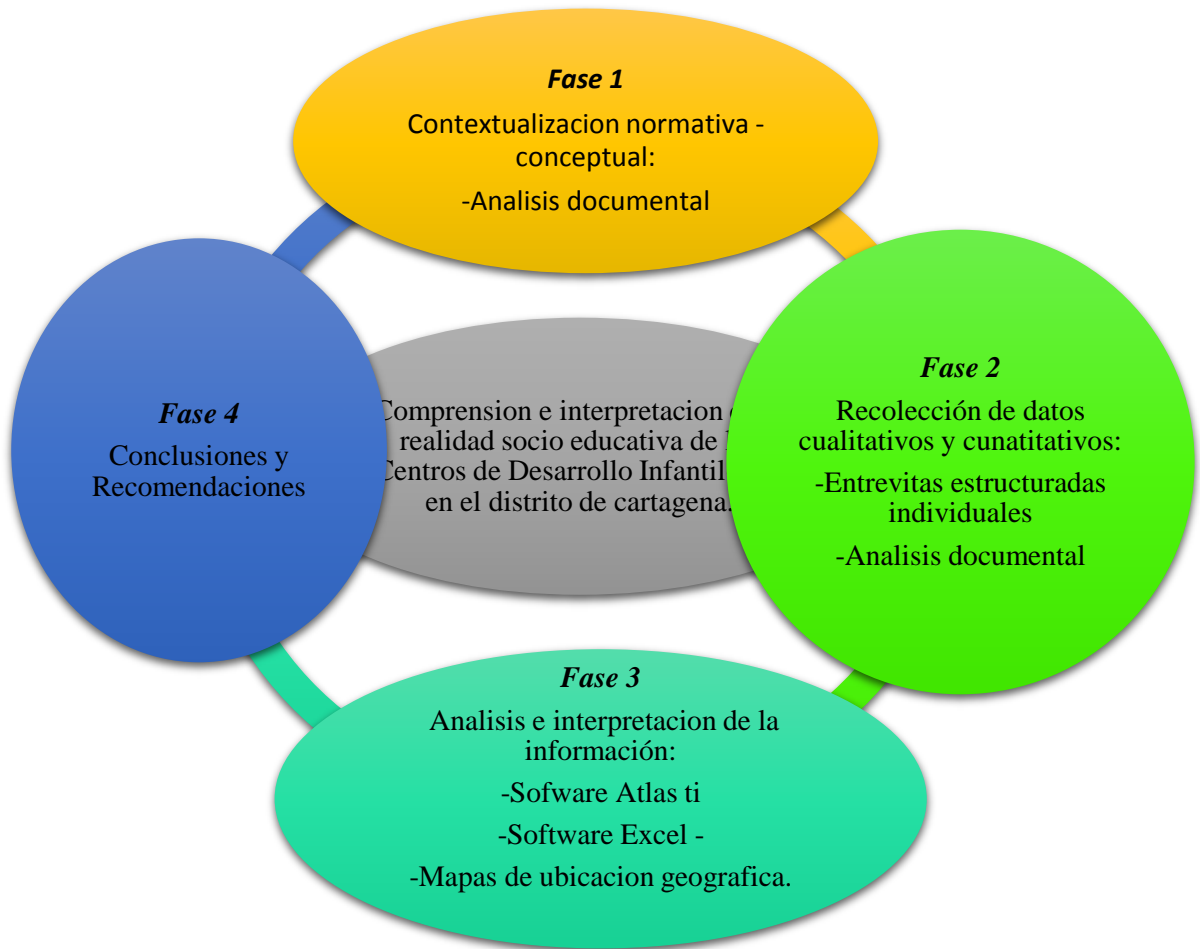 Fase 1
Contextualizacion normativa -
conceptual:
-Analisis documental
Fase 2
Recolección de datos
cualitativos y cunatitativos:
-Entrevitas estructuradas
individuales
-Analisis documental
Fase 3
Analisis e interpretacion de la
información:
-Sofware Atlas ti
-Software Excel -
-Mapas de ubicacion geografica.
Fase 4
Conclusiones y
Recomendaciones
Comprension e interpretacion
realidad socio educativa de
Centros de Desarrollo Infantil
en el distrito de cartagena.